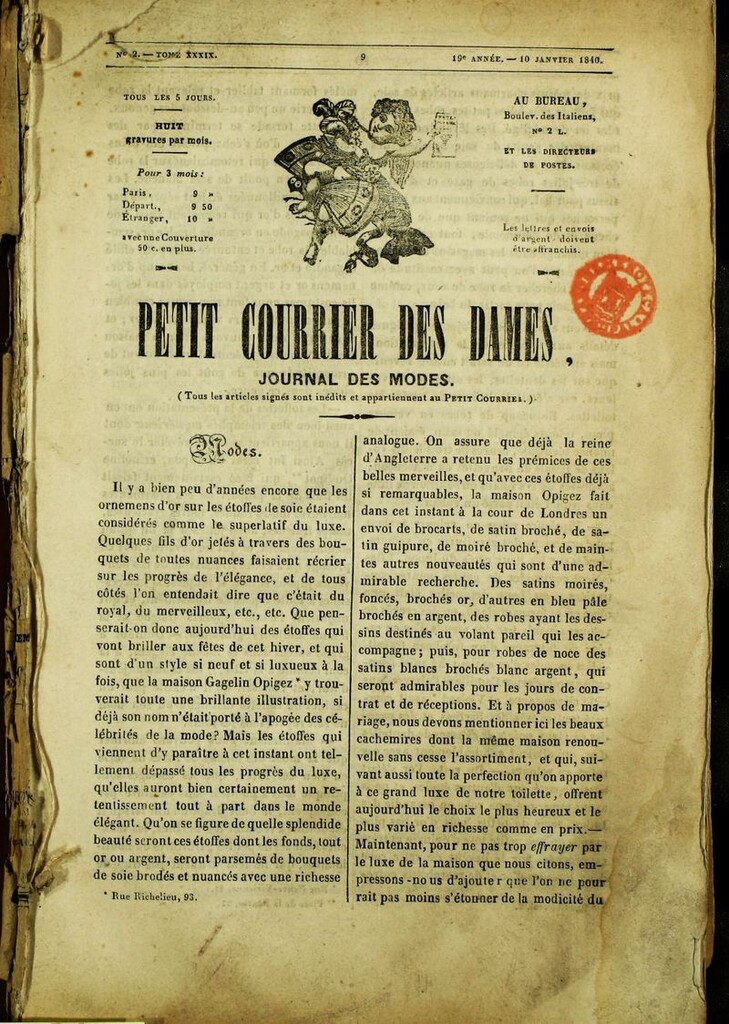 N° 2. — TOME XXXIX.
9
19e ANNÉE. — 10 JANVIER 1840.
TOUS LES 5 JOURS.
HUIT
gravures par mois.
Pour 3 mois :
Paris, 9 »
Départ., 9 50
Étranger, 10 »
avec une Couverture
50 c. en plus.
AU BUREAU,
Boulev. des Italiens,
N° 2 L.
ET LES DIRECTEURS
DE POSTES.
Les lettres et envois
d'argent doivent
être affranchis.
PETIT COURRIER DES DAMES,
JOURNAL DES MODES.
(Tous les articles signés sont inédits et appartiennent au PETIT COURRIER.)
Modes.
Il y a bien peu d'années encore que les
ornemens d'or sur les étoffes de soie étaient
considérés comme le superlatif du luxe.
Quelques fils d'or jetés à travers des bou-
quets de toutes nuances faisaient récrier
sur les progrès de l'élégance, et de tous
côtés l'on entendait dire que c'était du
royal, du merveilleux, etc., etc. Que pen-
serait-on donc aujourd'hui des étoffes qui
vont briller aux fêtes de cet hiver, et qui
sont d'un style si neuf et si luxueux à la
fois, que la maison Gagelin Opigez * y trou-
verait toute une brillante illustration, si
déjà son nom n'était porté à l'apogée des cé-
lébrités de la mode? Mais les étoffes qui
viennent d'y paraître à cet instant ont tel-
lement dépassé tous les progrès du luxe,
qu'elles auront bien certainement un re-
tentissement tout à part dans le monde
élégant. Qu'on se figure de quelle splendide
beauté seront ces étoffes dont les fonds, tout
or ou argent, seront parsemés de bouquets
de soie brodés et nuancés avec une richesse
* Rue Richelieu, 93.
analogue. On assure que déjà la reine
d'Angleterre a retenu les prémices de ces
belles merveilles, et qu'avec ces étoffes déjà
si remarquables, la maison Opigez fait
dans cet instant à la cour de Londres un
envoi de brocarts, de satin broché, de sa-
tin guipure, de moiré broché, et de main-
tes autres nouveautés qui sont d'une ad-
mirable recherche. Des satins moirés,
foncés, brochés or, d'autres en bleu pâle
brochés en argent, des robes ayant les des-
sins destinés au volant pareil qui les ac-
compagne; puis, pour robes de noce des
satins blancs brochés blanc argent, qui
seront admirables pour les jours de con-
trat et de réceptions. Et à propos de ma-
riage, nous devons mentionner ici les beaux
cachemires dont la même maison renou-
velle sans cesse l'assortiment, et qui, sui-
vant aussi toute la perfection qu'on apporte
à ce grand luxe de notre toilette, offrent
aujourd'hui le choix le plus heureux et le
plus varié en richesse comme en prix.—
Maintenant, pour ne pas trop effrayer par
le luxe de la maison que nous citons, em-
pressons-nous d'ajouter que l'on ne pour
rait pas moins s'étonner de la modicité du